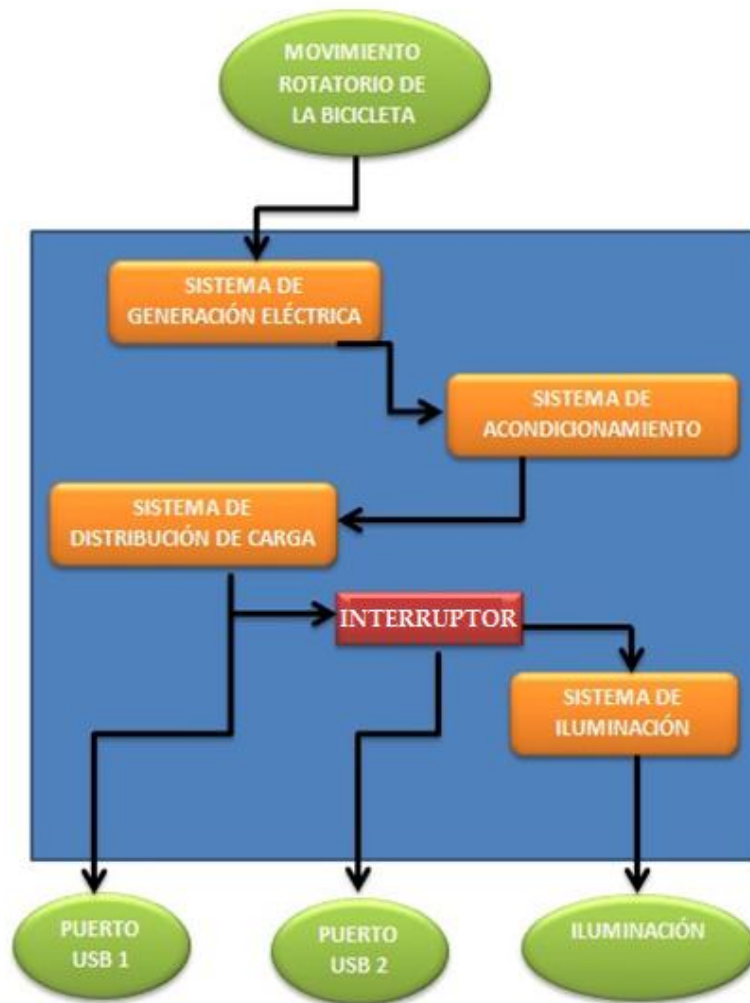 MOVIMIENTO
ROTATORIO DE
LA BICICLETA
SISTEMA DE
GENERACIÓN ELÉCTRICA
SISTEMA DE
ACONDICIONAMIENTO
SISTEMA DE
DISTRIBUCIÓN DE CARGA
INTERRUPTOR
SISTEMA DE
ILUMINACIÓN
PUERTO
USB 1
PUERTO
USB 2
ILUMINACIÓN